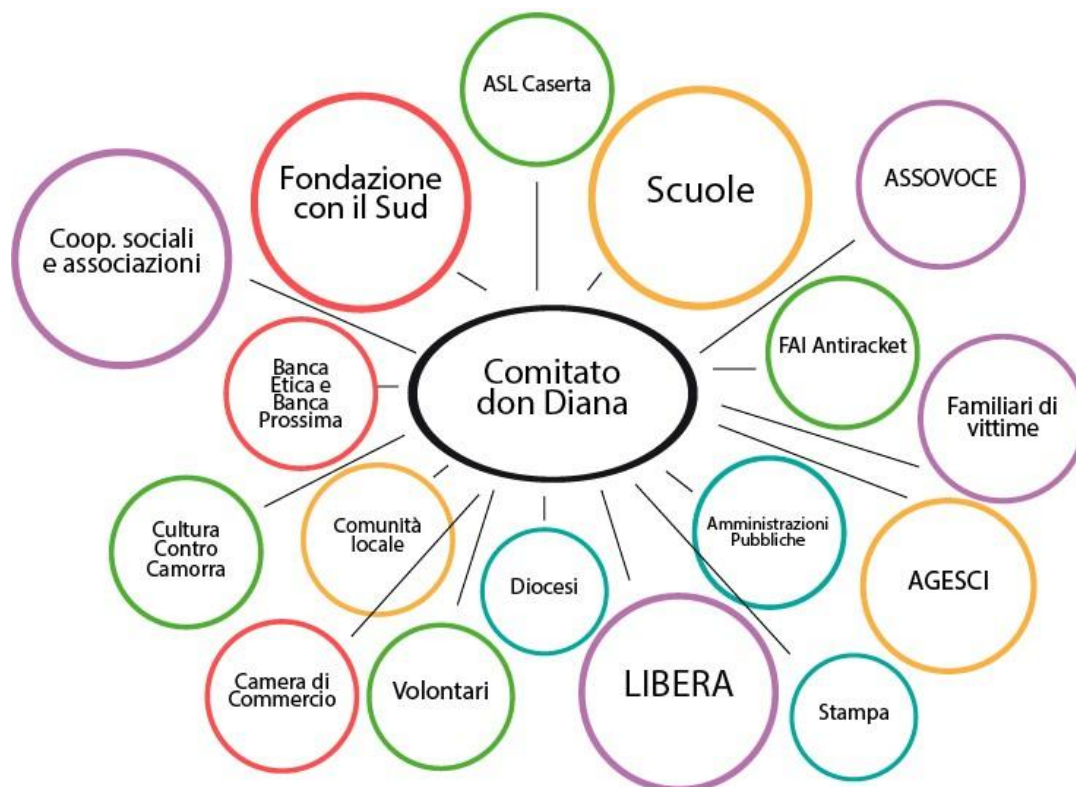 ASL Caserta
Fondazione
con il Sud
Scuole
ASSOVOCE
Coop. sociali
e associazioni
FAI Antiracket
Banca
Etica e
Banca
Prossima
Comitato
don Diana
Familiari di
vittime
Cultura
Contro
Camorra
Comunità
locale
Diocesi
Amministrazioni
Pubbliche
AGESCI
Camera di
Commercio
Volontari
LIBERA
Stampa